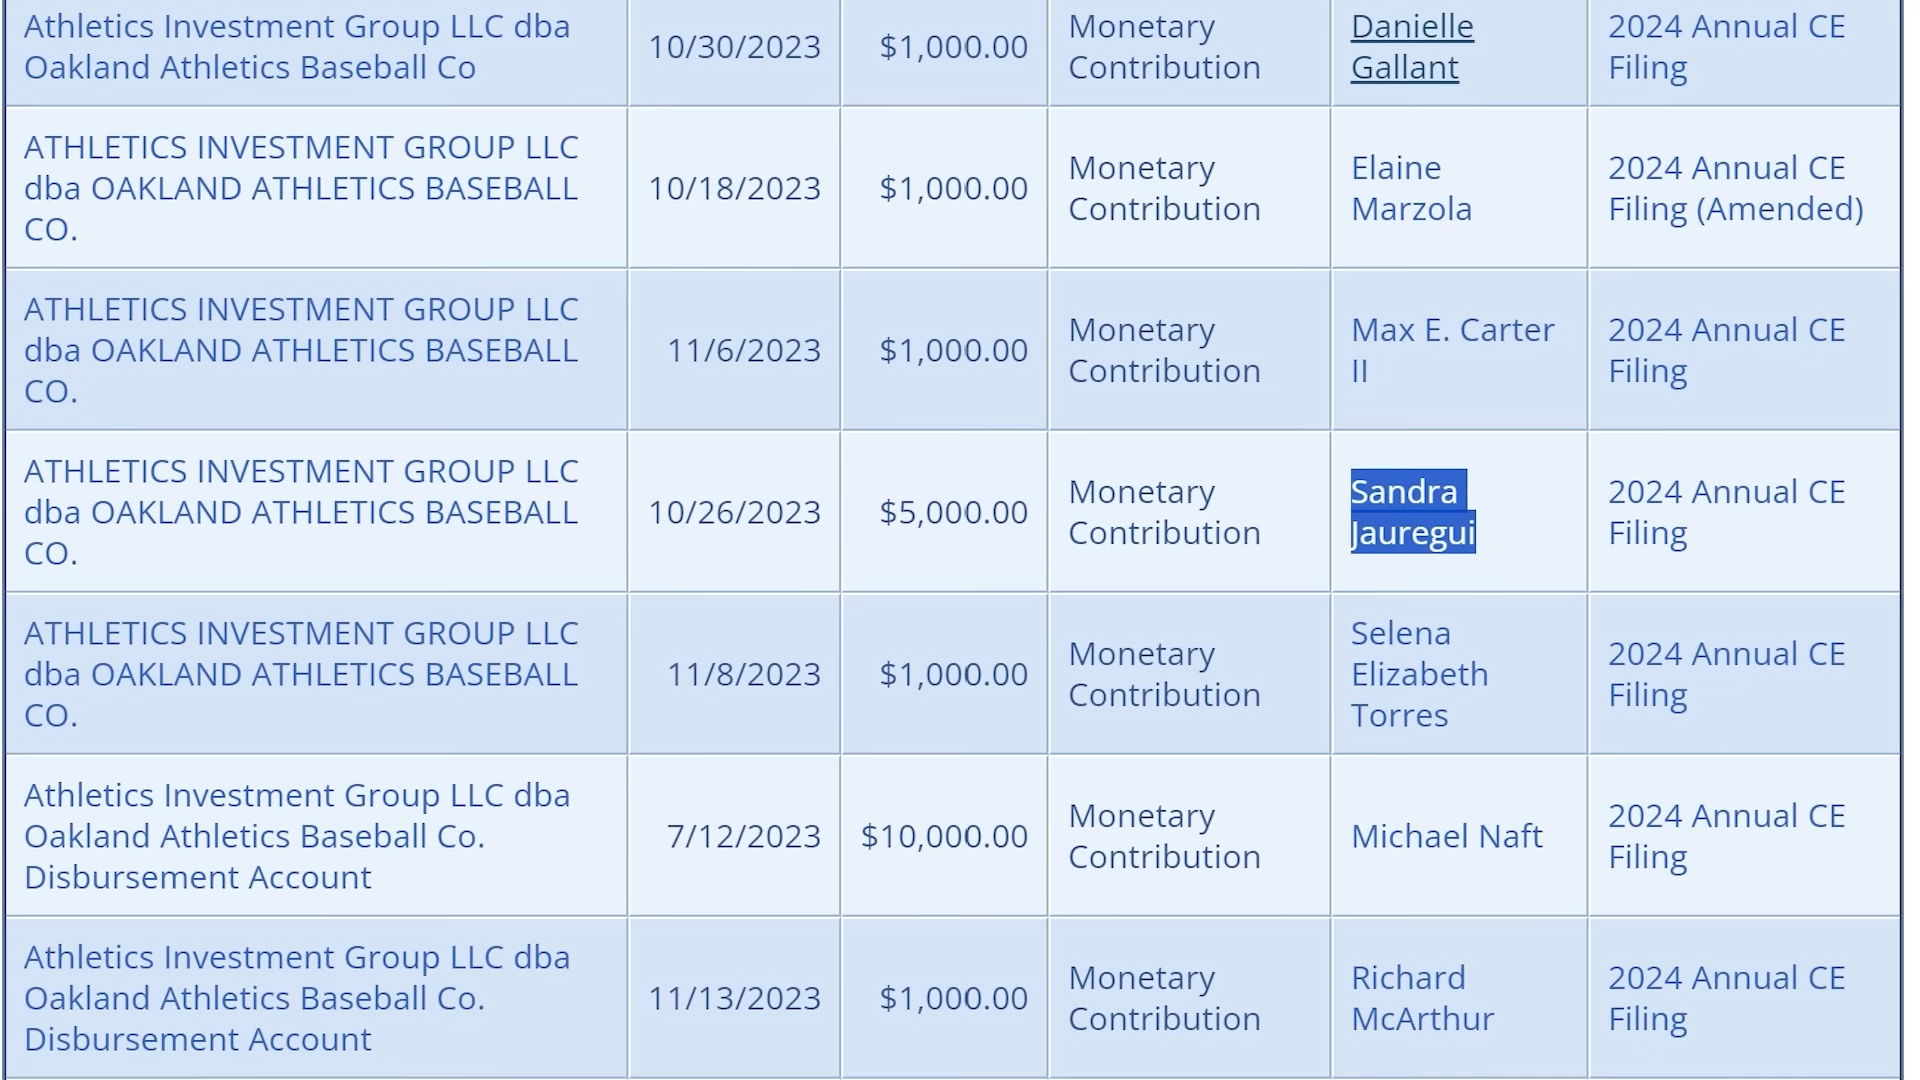 Athletics Investment Group LLC dba
Oakland Athletics Baseball Co
10/30/2023
$1,000.00
Monetary
Contribution
Danielle
Gallant
2024 Annual CE
Filing
ATHLETICS INVESTMENT GROUP LLC
dba OAKLAND ATHLETICS BASEBALL
CO.
10/18/2023
$1,000.00
Monetary
Contribution
Elaine
Marzola
2024 Annual CE
Filing (Amended)
ATHLETICS INVESTMENT GROUP LLC
dba OAKLAND ATHLETICS BASEBALL
CO.
11/6/2023
$1,000.00
Monetary
Contribution
Max E. Carter
II
2024 Annual CE
Filing
ATHLETICS INVESTMENT GROUP LLC
dba OAKLAND ATHLETICS BASEBALL
CO.
10/26/2023
$5,000.00
Monetary
Contribution
Sandra
Jauregui
2024 Annual CE
Filing
ATHLETICS INVESTMENT GROUP LLC
dba OAKLAND ATHLETICS BASEBALL
CO.
11/8/2023
$1,000.00
Monetary
Contribution
Selena
Elizabeth
Torres
2024 Annual CE
Filing
Athletics Investment Group LLC dba
Oakland Athletics Baseball Co.
Disbursement Account
7/12/2023
$10,000.00
Monetary
Contribution
Michael Naft
2024 Annual CE
Filing
Athletics Investment Group LLC dba
Oakland Athletics Baseball Co.
Disbursement Account
11/13/2023
$1,000.00
Monetary
Contribution
Richard
McArthur
2024 Annual CE
Filing